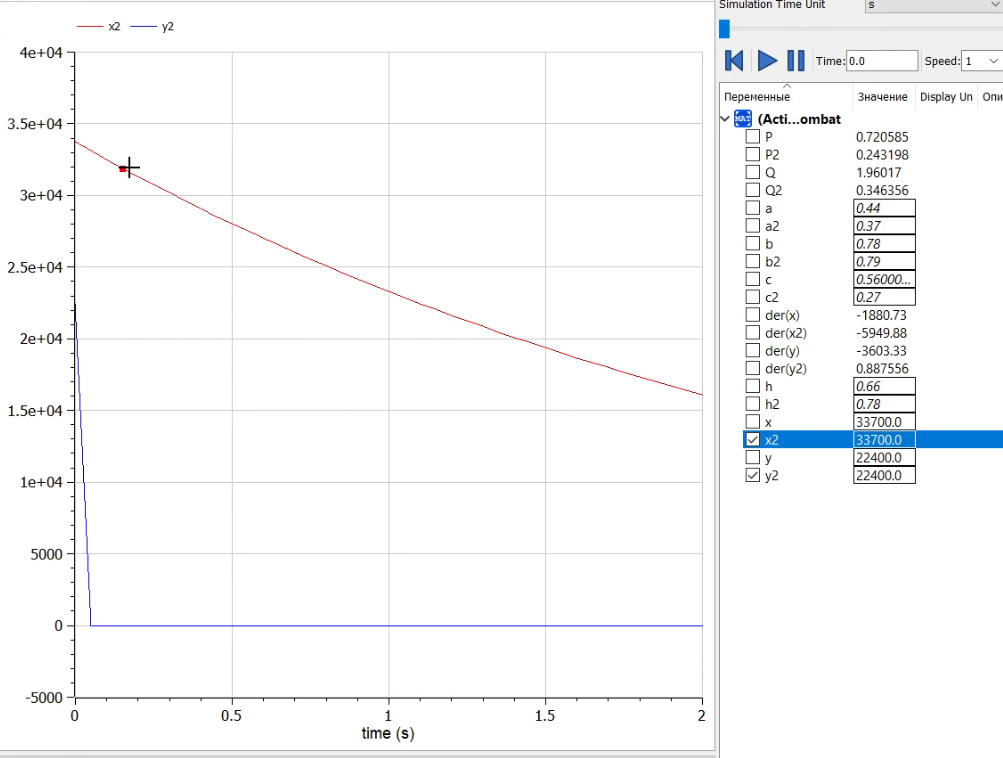 Simulation Time Unit s
Time: 0.0 Speed: 1
x2 y2
4e+04
3.5e+04
3e+04
2.5e+04
2e+04
1.5e+04
1e+04
5000
0
-5000
0 0.5 1 1.5 2
time (s)
Переменные Значение Display Un Опи
MAT (Acti...ombat
P 0.720585
P2 0.243198
Q 1.96017
Q2 0.346356
a 0.44
a2 0.37
b 0.78
b2 0.79
c 0.56000...
c2 0.27
der(x) -1880.73
der(x2) -5949.88
der(y) -3603.33
der(y2) 0.887556
h 0.66
h2 0.78
x 33700.0
x2 33700.0
y 22400.0
y2 22400.0